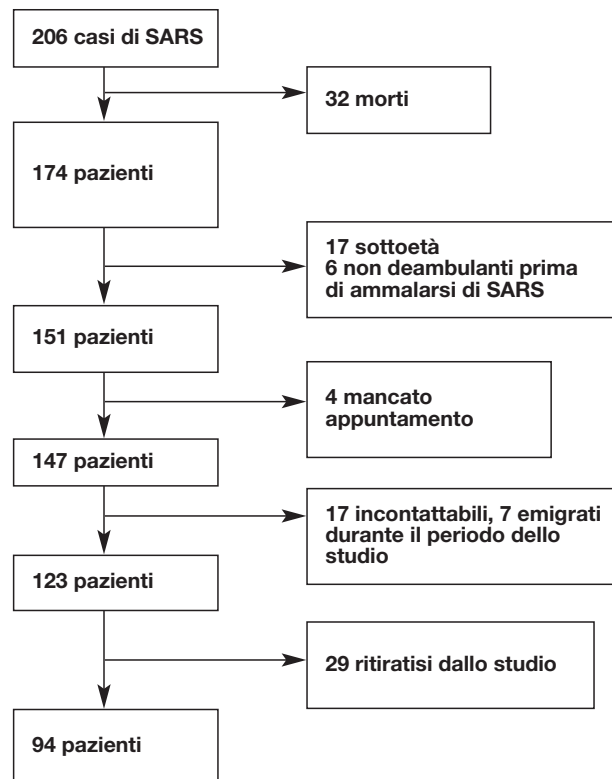 206 casi di SARS
32 morti
174 pazienti
17 sottoetà
6 non deambulanti prima
di ammalarsi di SARS
151 pazienti
4 mancato
appuntamento
147 pazienti
17 incontattabili, 7 emigrati
durante il periodo dello
studio
123 pazienti
29 ritiratisi dallo studio
94 pazienti